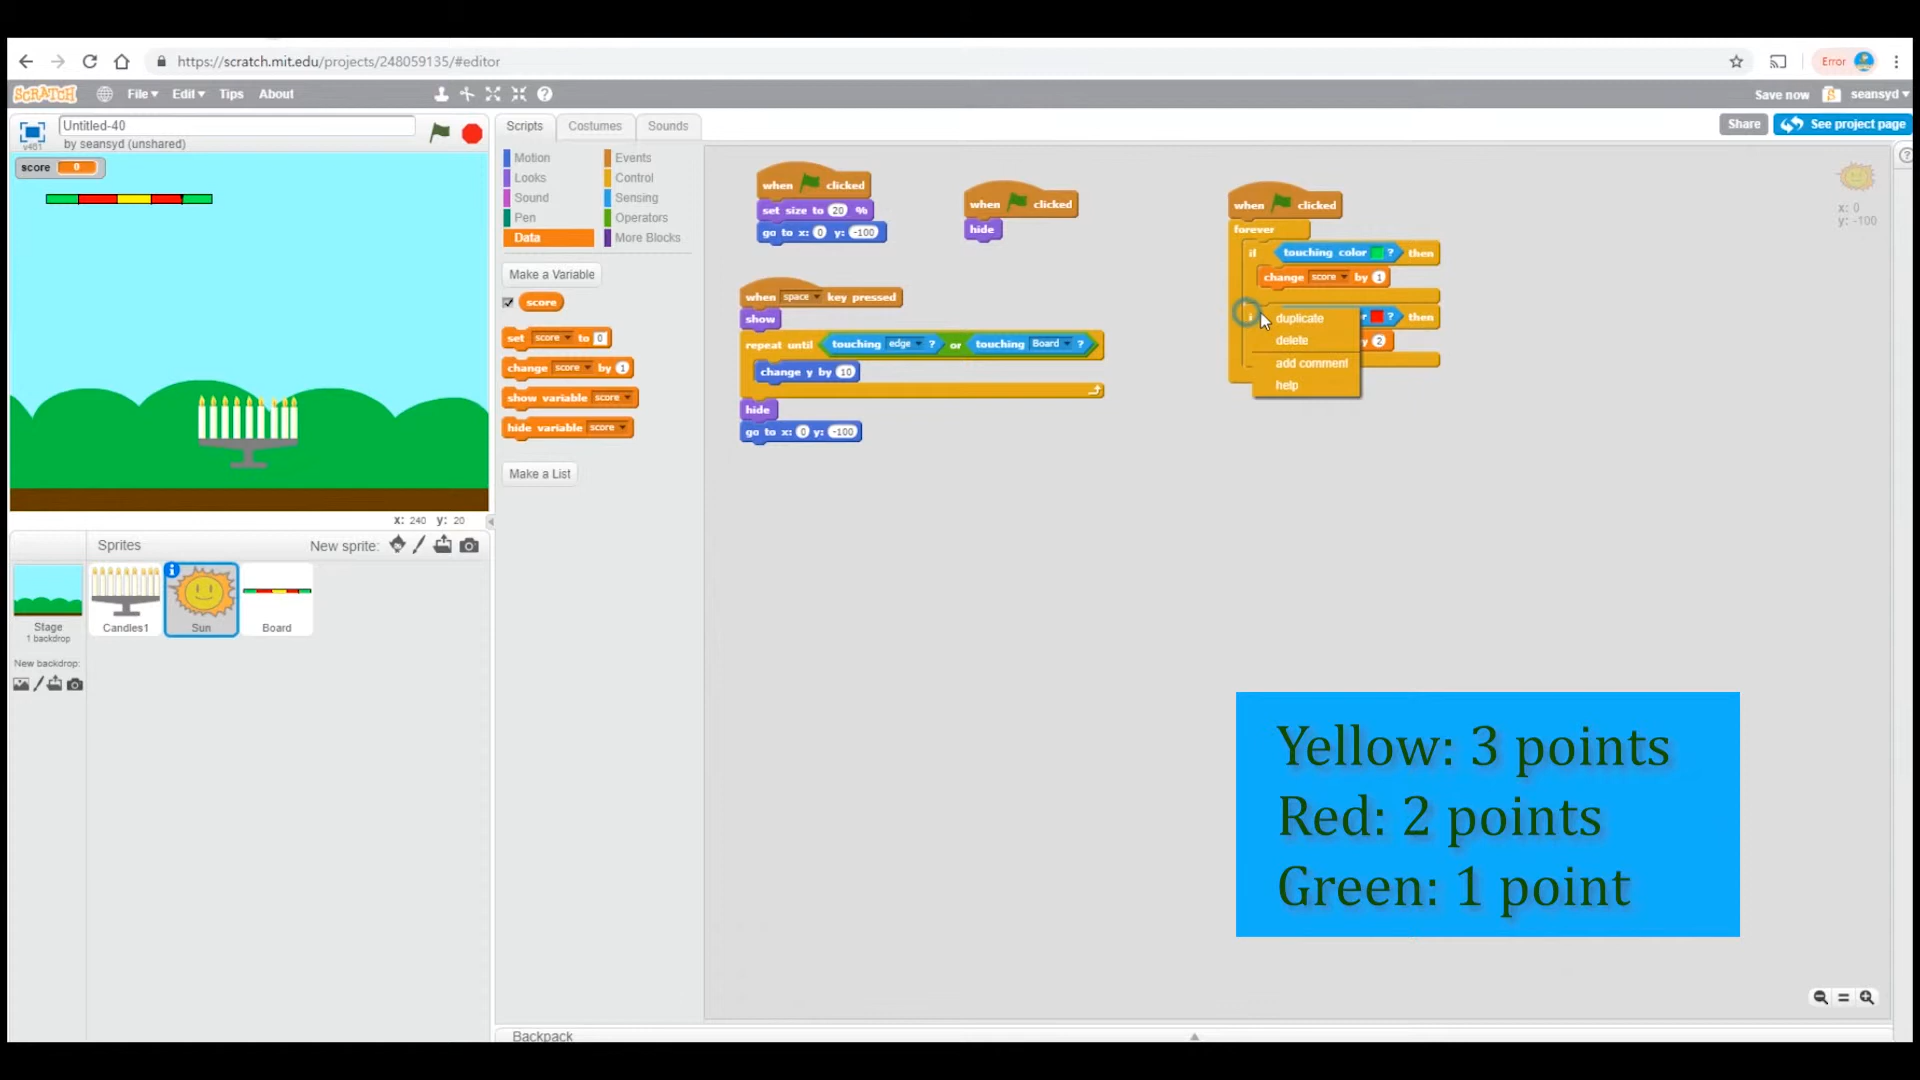 https://scratch.mit.edu/projects/248059135/#editor
Error
SCRATCH
File
Edit
Tips
About
Save now
seansyd
Untitled-40
by seansyd (unshared)
v461
Scripts
Costumes
Sounds
Share
See project page
score 0
Motion
Events
Looks
Control
Sound
Sensing
Pen
Operators
Data
More Blocks
Make a Variable
score
set score to 0
change score by 1
show variable score
hide variable score
Make a List
when clicked
set size to 20 %
go to x: 0 y: -100
when clicked
hide
when space key pressed
show
repeat until touching edge ? or touching Board ?
change y by 10
hide
go to x: 0 y: -100
when clicked
forever
if touching color ? then
change score by 1
? then
2
duplicate
delete
add comment
help
x: 0
y: -100
x: 240 y: 20
Sprites
New sprite:
Stage
1 backdrop
New backdrop:
Candles1
Sun
Board
Yellow: 3 points
Red: 2 points
Green: 1 point
Backpack